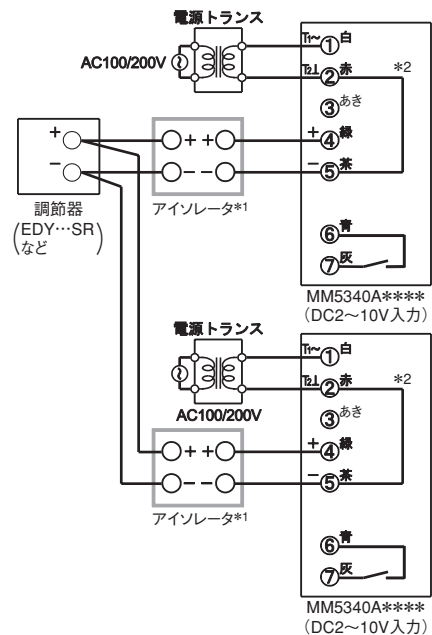 電源トランス
AC100/200V
T1~ ① 白
T2⊥ ② 赤 *2
③ あき
+ ④ 緑
− ⑤ 茶
⑥ 青
⑦ 灰
+
−
調節器
(EDY…SR
など)
+ +
− −
アイソレータ*1
MM5340A****
(DC2~10V入力)
電源トランス
AC100/200V
T1~ ① 白
T2⊥ ② 赤 *2
③ あき
+ ④ 緑
− ⑤ 茶
+ +
− −
アイソレータ*1
⑥ 青
⑦ 灰
MM5340A****
(DC2~10V入力)